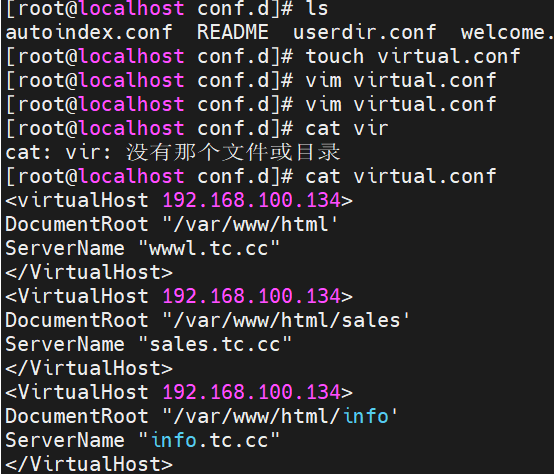 [root@localhost conf.d]# ls
autoindex.conf  README  userdir.conf  welcome.
[root@localhost conf.d]# touch virtual.conf
[root@localhost conf.d]# vim virtual.conf
[root@localhost conf.d]# vim virtual.conf
[root@localhost conf.d]# cat vir
cat: vir: 没有那个文件或目录
[root@localhost conf.d]# cat virtual.conf
<virtualHost 192.168.100.134>
DocumentRoot "/var/www/html'
ServerName "wwwl.tc.cc"
</VirtualHost>
<VirtualHost 192.168.100.134>
DocumentRoot "/var/www/html/sales'
ServerName "sales.tc.cc"
</VirtualHost>
<VirtualHost 192.168.100.134>
DocumentRoot "/var/www/html/info'
ServerName "info.tc.cc"
</VirtualHost>